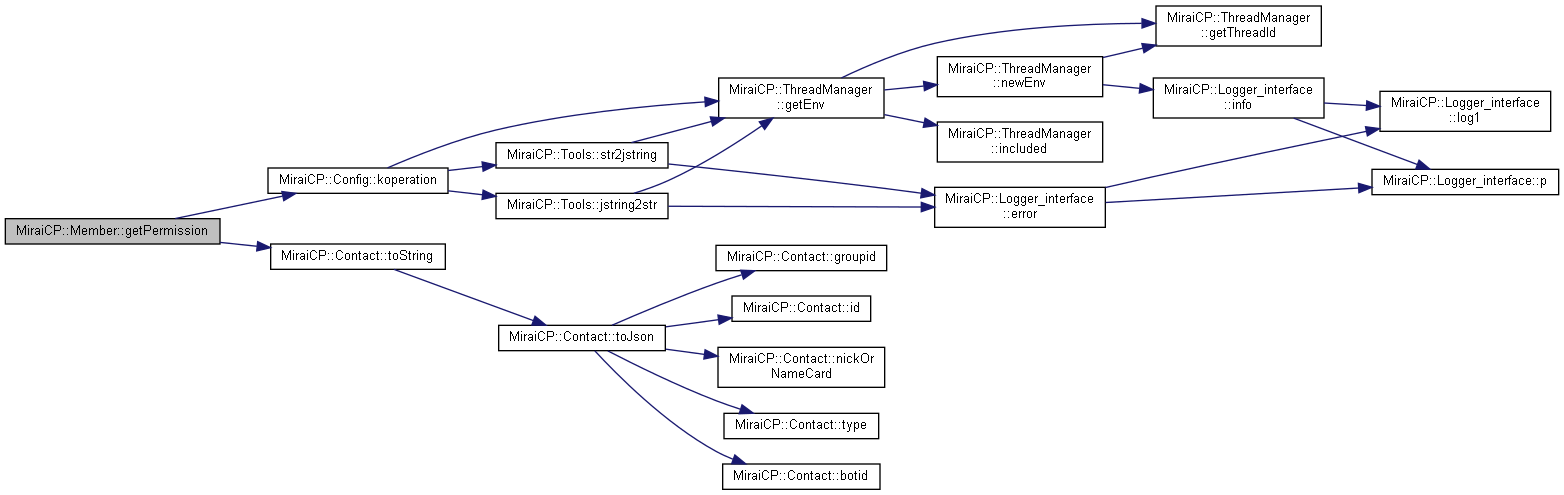 MiraiCP::Member::getPermission
MiraiCP::Config::koperation
MiraiCP::Contact::toString
MiraiCP::Tools::str2jstring
MiraiCP::Tools::jstring2str
MiraiCP::Contact::toJson
MiraiCP::ThreadManager
::getEnv
MiraiCP::Contact::groupid
MiraiCP::Contact::id
MiraiCP::Contact::nickOr
NameCard
MiraiCP::Contact::type
MiraiCP::Contact::botid
MiraiCP::ThreadManager
::newEnv
MiraiCP::ThreadManager
::included
MiraiCP::Logger_interface
::error
MiraiCP::ThreadManager
::getThreadId
MiraiCP::Logger_interface
::info
MiraiCP::Logger_interface
::log1
MiraiCP::Logger_interface::p